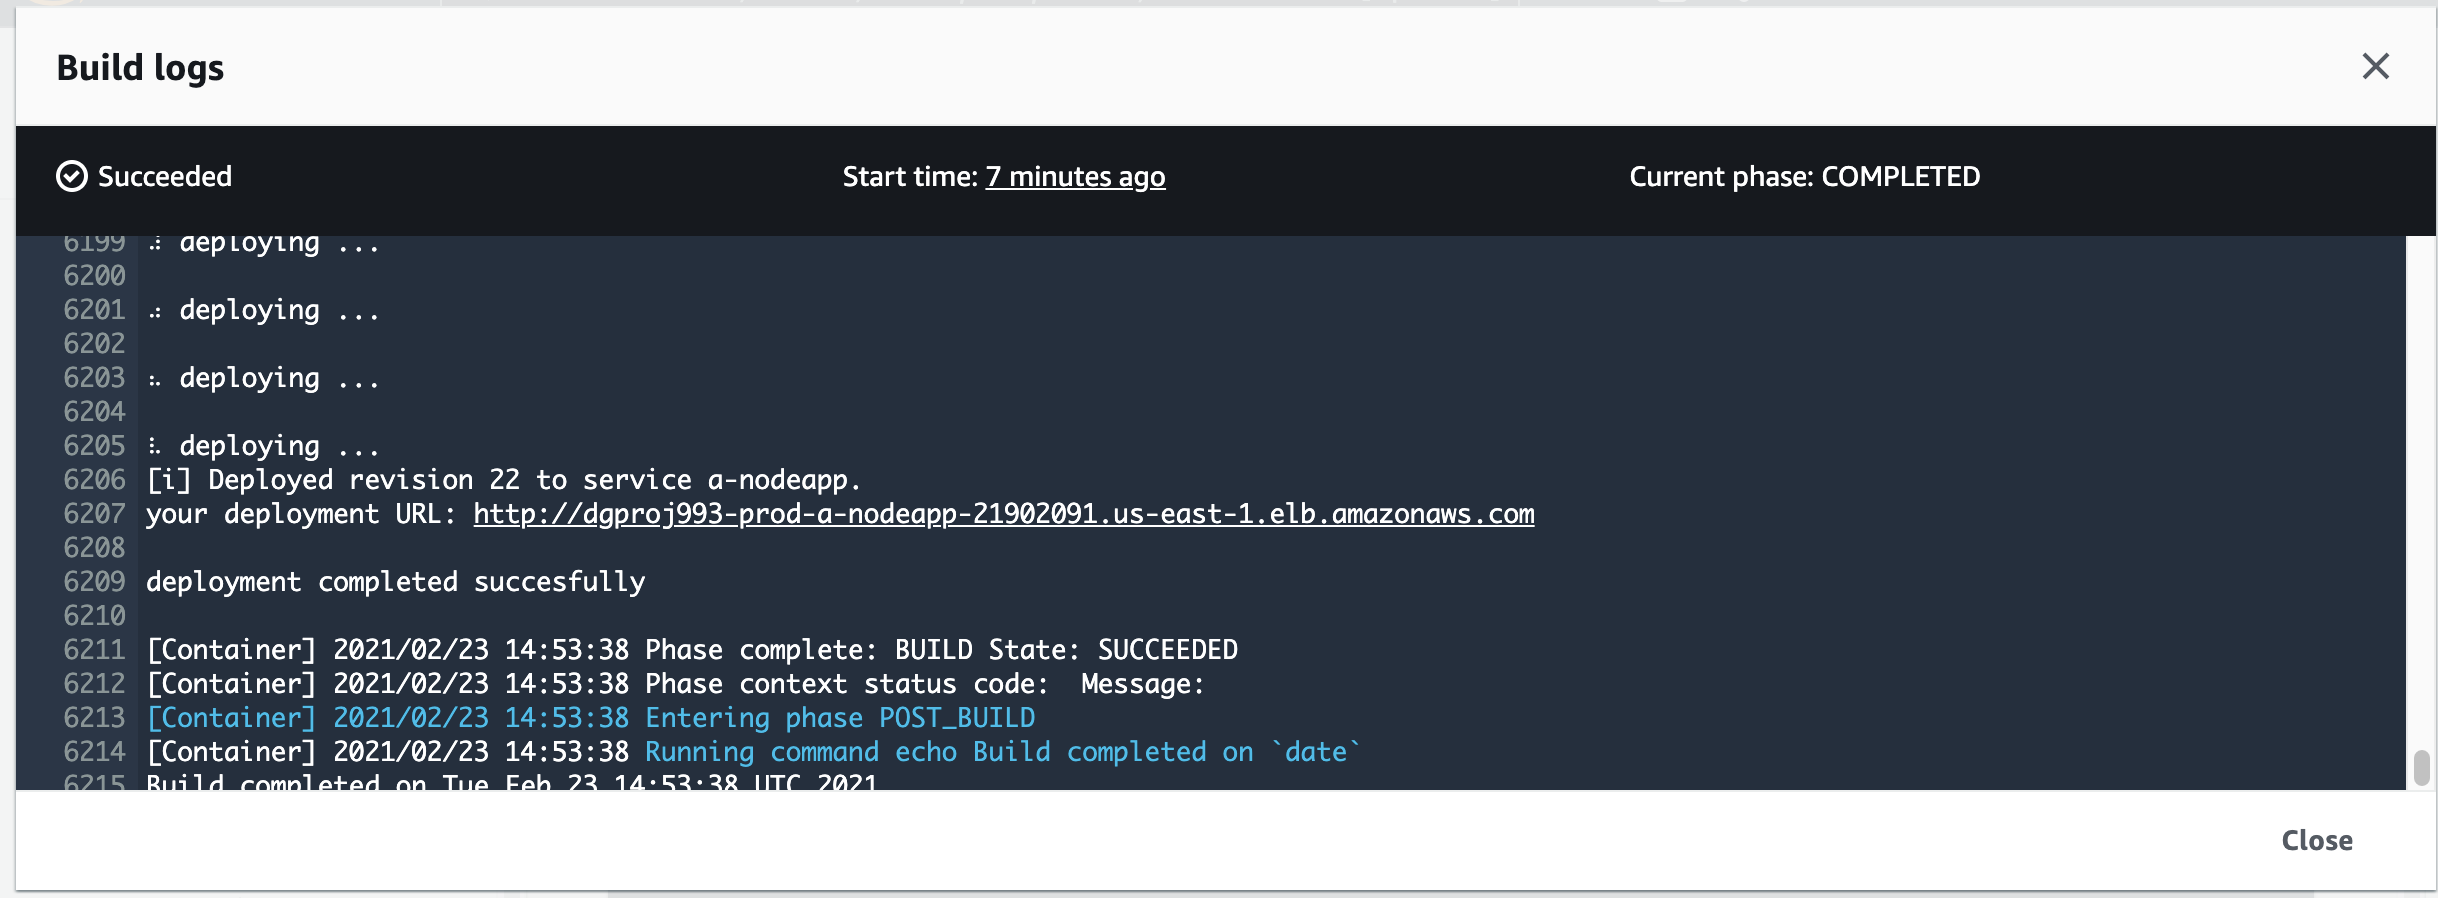 Build logs
Succeeded
Start time: 7 minutes ago
Current phase: COMPLETED
6199 deploying ...
6200
6201 deploying ...
6202
6203 deploying ...
6204
6205 deploying ...
6206 [i] Deployed revision 22 to service a-nodeapp.
6207 your deployment URL: http://dgproj993-prod-a-nodeapp-21902091.us-east-1.elb.amazonaws.com
6208
6209 deployment completed succesfully
6210
6211 [Container] 2021/02/23 14:53:38 Phase complete: BUILD State: SUCCEEDED
6212 [Container] 2021/02/23 14:53:38 Phase context status code:  Message:
6213 [Container] 2021/02/23 14:53:38 Entering phase POST_BUILD
6214 [Container] 2021/02/23 14:53:38 Running command echo Build completed on `date`
6215 Build completed on Tue Feb 23 14:53:38 UTC 2021
Close